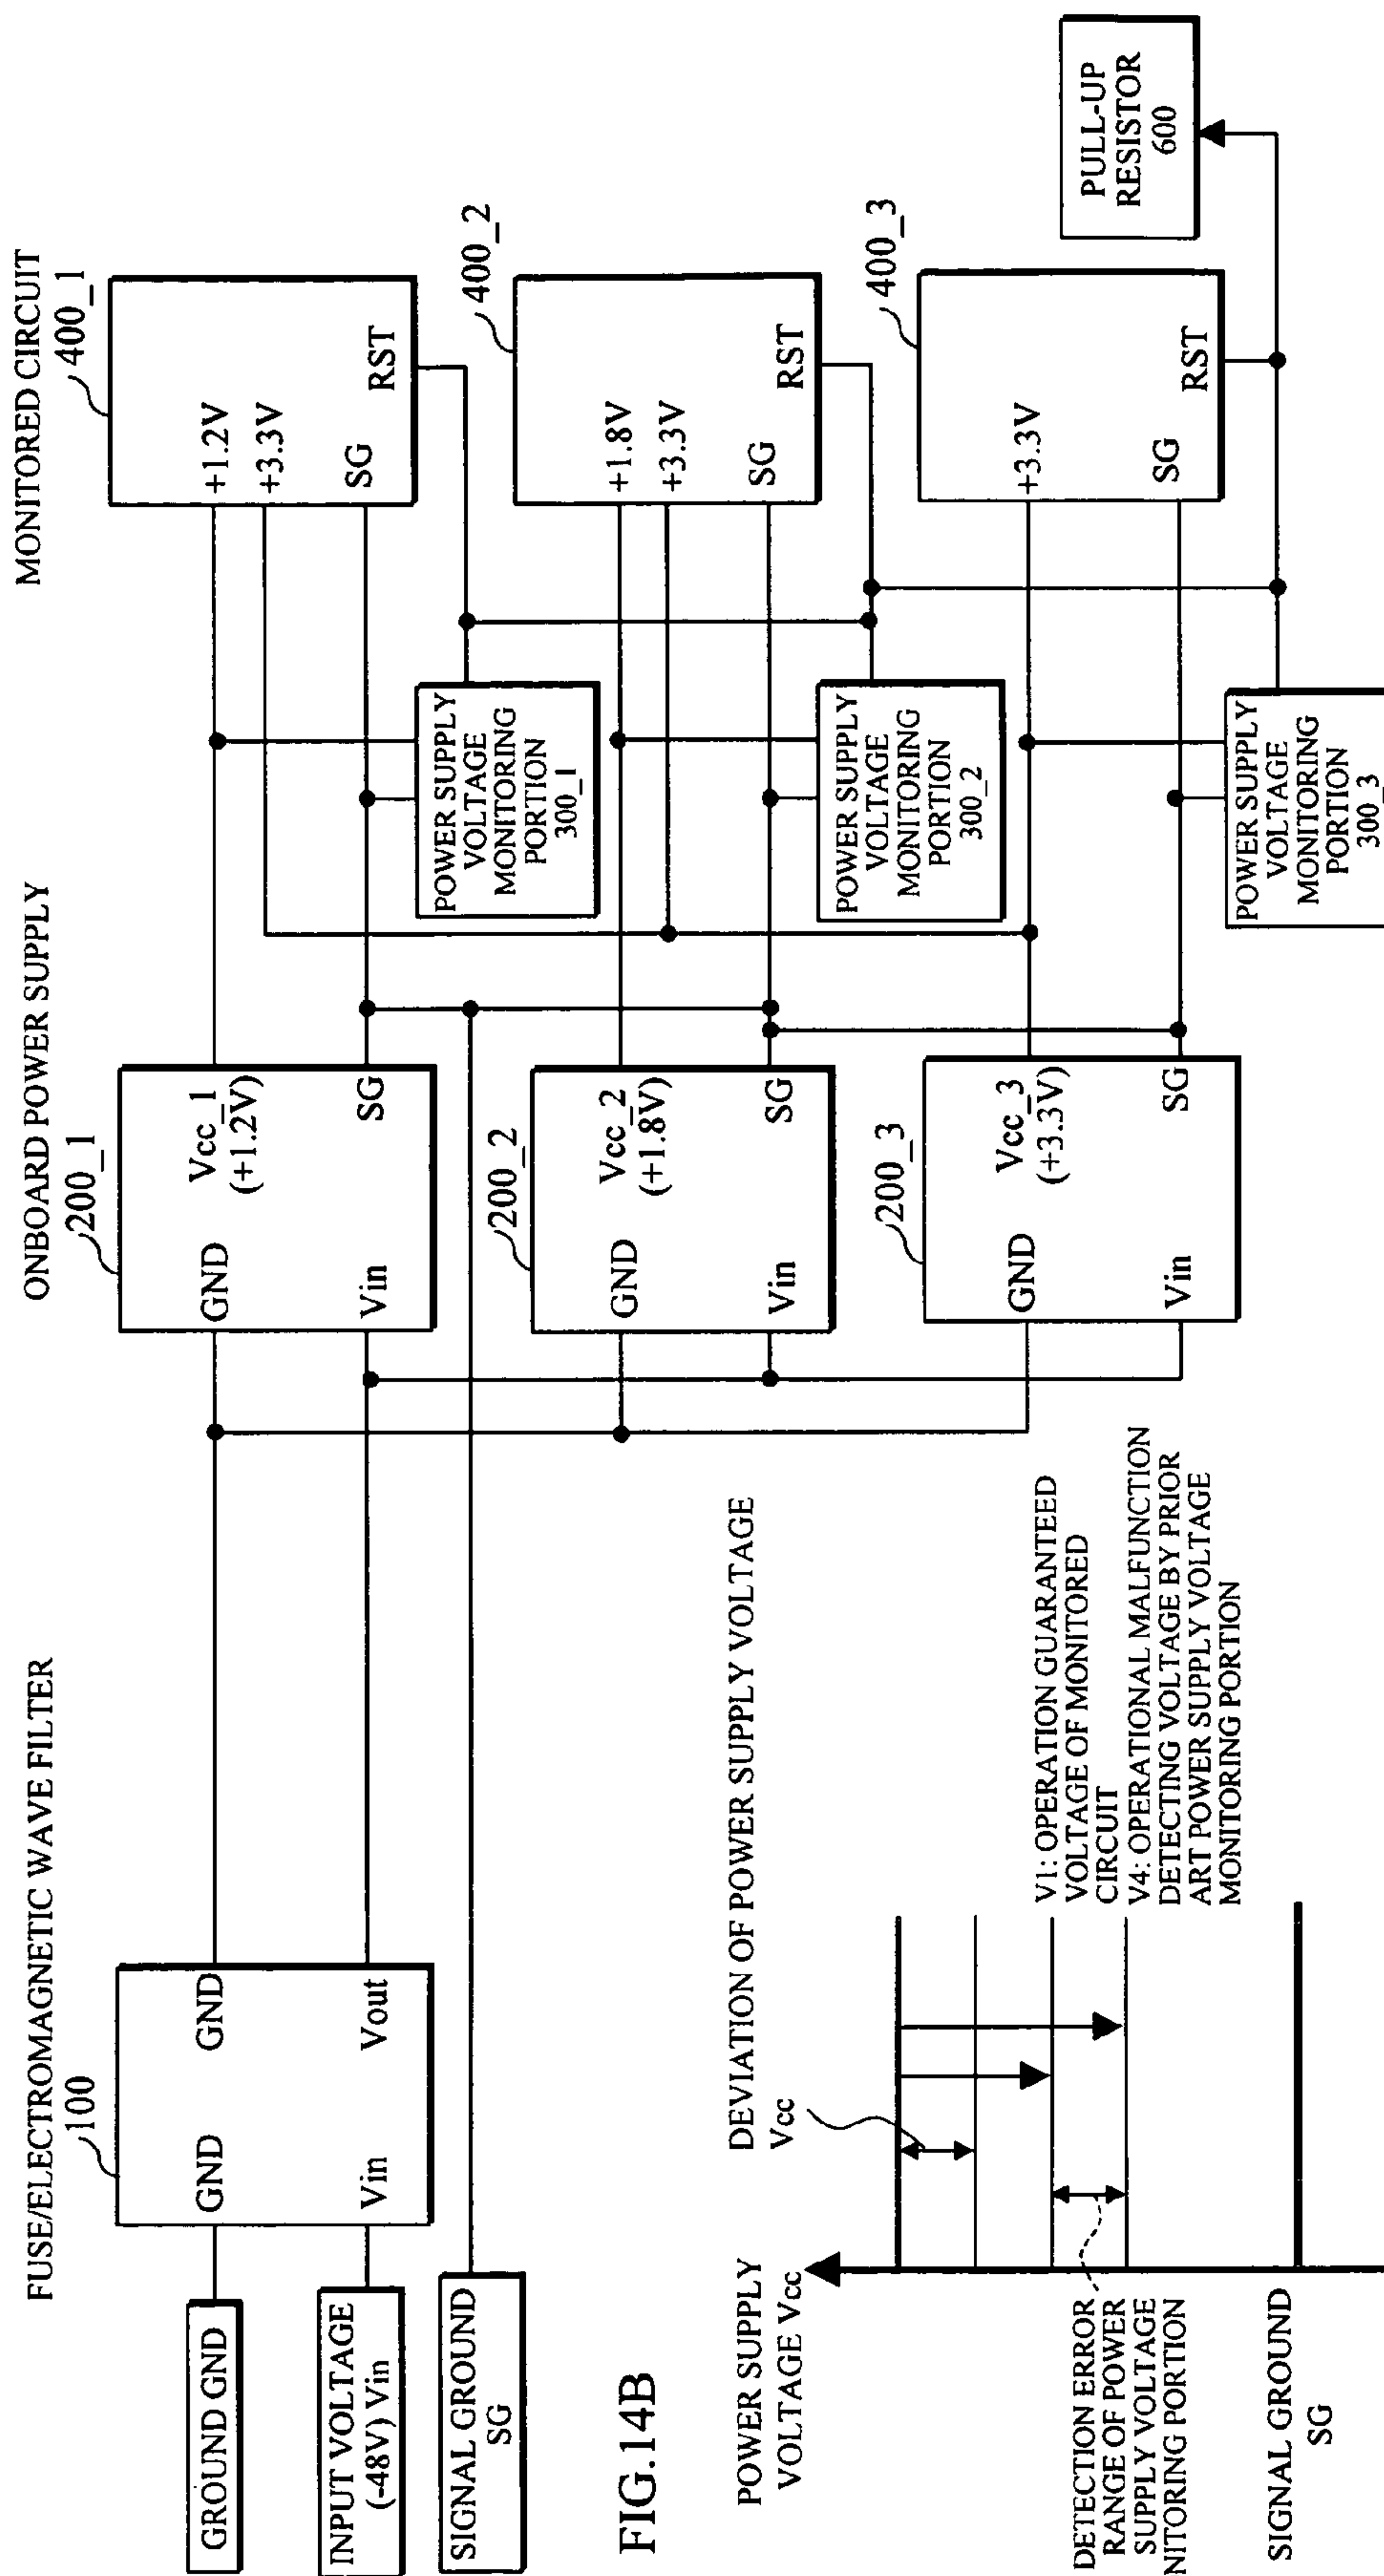 FUSE/ELECTROMAGNETIC WAVE FILTER
ONBOARD POWER SUPPLY
MONITORED CIRCUIT
GROUND GND
INPUT VOLTAGE
(-48V) Vin
SIGNAL GROUND
SG
100
GND
GND
Vin
Vout
200_1
GND
Vcc_1
(+1.2V)
Vin
SG
200_2
GND
Vcc_2
(+1.8V)
Vin
SG
200_3
GND
Vcc_3
(+3.3V)
Vin
SG
POWER SUPPLY
VOLTAGE
MONITORING
PORTION
300_1
POWER SUPPLY
VOLTAGE
MONITORING
PORTION
300_2
POWER SUPPLY
VOLTAGE
MONITORING
PORTION
300_3
400_1
+1.2V
+3.3V
SG
RST
400_2
+1.8V
+3.3V
SG
RST
400_3
+3.3V
SG
RST
PULL-UP
RESISTOR
600
FIG.14B
POWER SUPPLY
VOLTAGE Vcc
DEVIATION OF POWER SUPPLY VOLTAGE
Vcc
V1: OPERATION GUARANTEED
VOLTAGE OF MONITORED
CIRCUIT
V4: OPERATIONAL MALFUNCTION
DETECTING VOLTAGE BY PRIOR
ART POWER SUPPLY VOLTAGE
MONITORING PORTION
DETECTION ERROR
RANGE OF POWER
SUPPLY VOLTAGE
NITORING PORTION
SIGNAL GROUND
SG